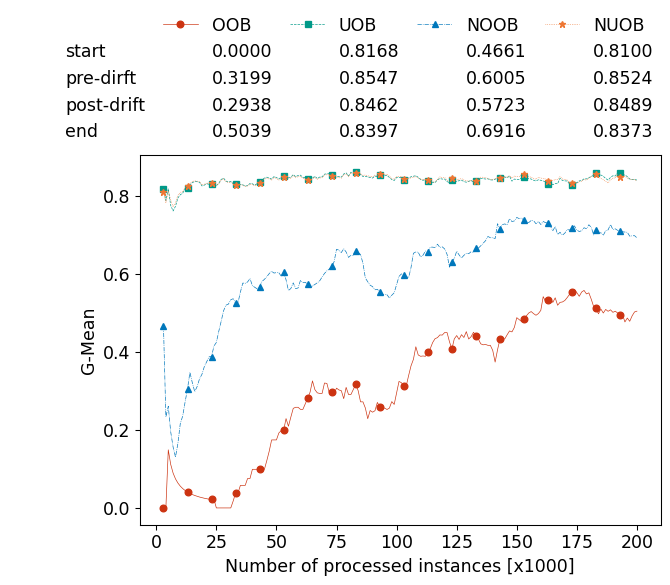 OOB UOB NOOB NUOB
start 0.0000 0.8168 0.4661 0.8100
pre-dirft 0.3199 0.8547 0.6005 0.8524
post-drift 0.2938 0.8462 0.5723 0.8489
end 0.5039 0.8397 0.6916 0.8373
0.8
0.6
0.4
0.2
0.0
G-Mean
0 25 50 75 100 125 150 175 200
Number of processed instances [x1000]